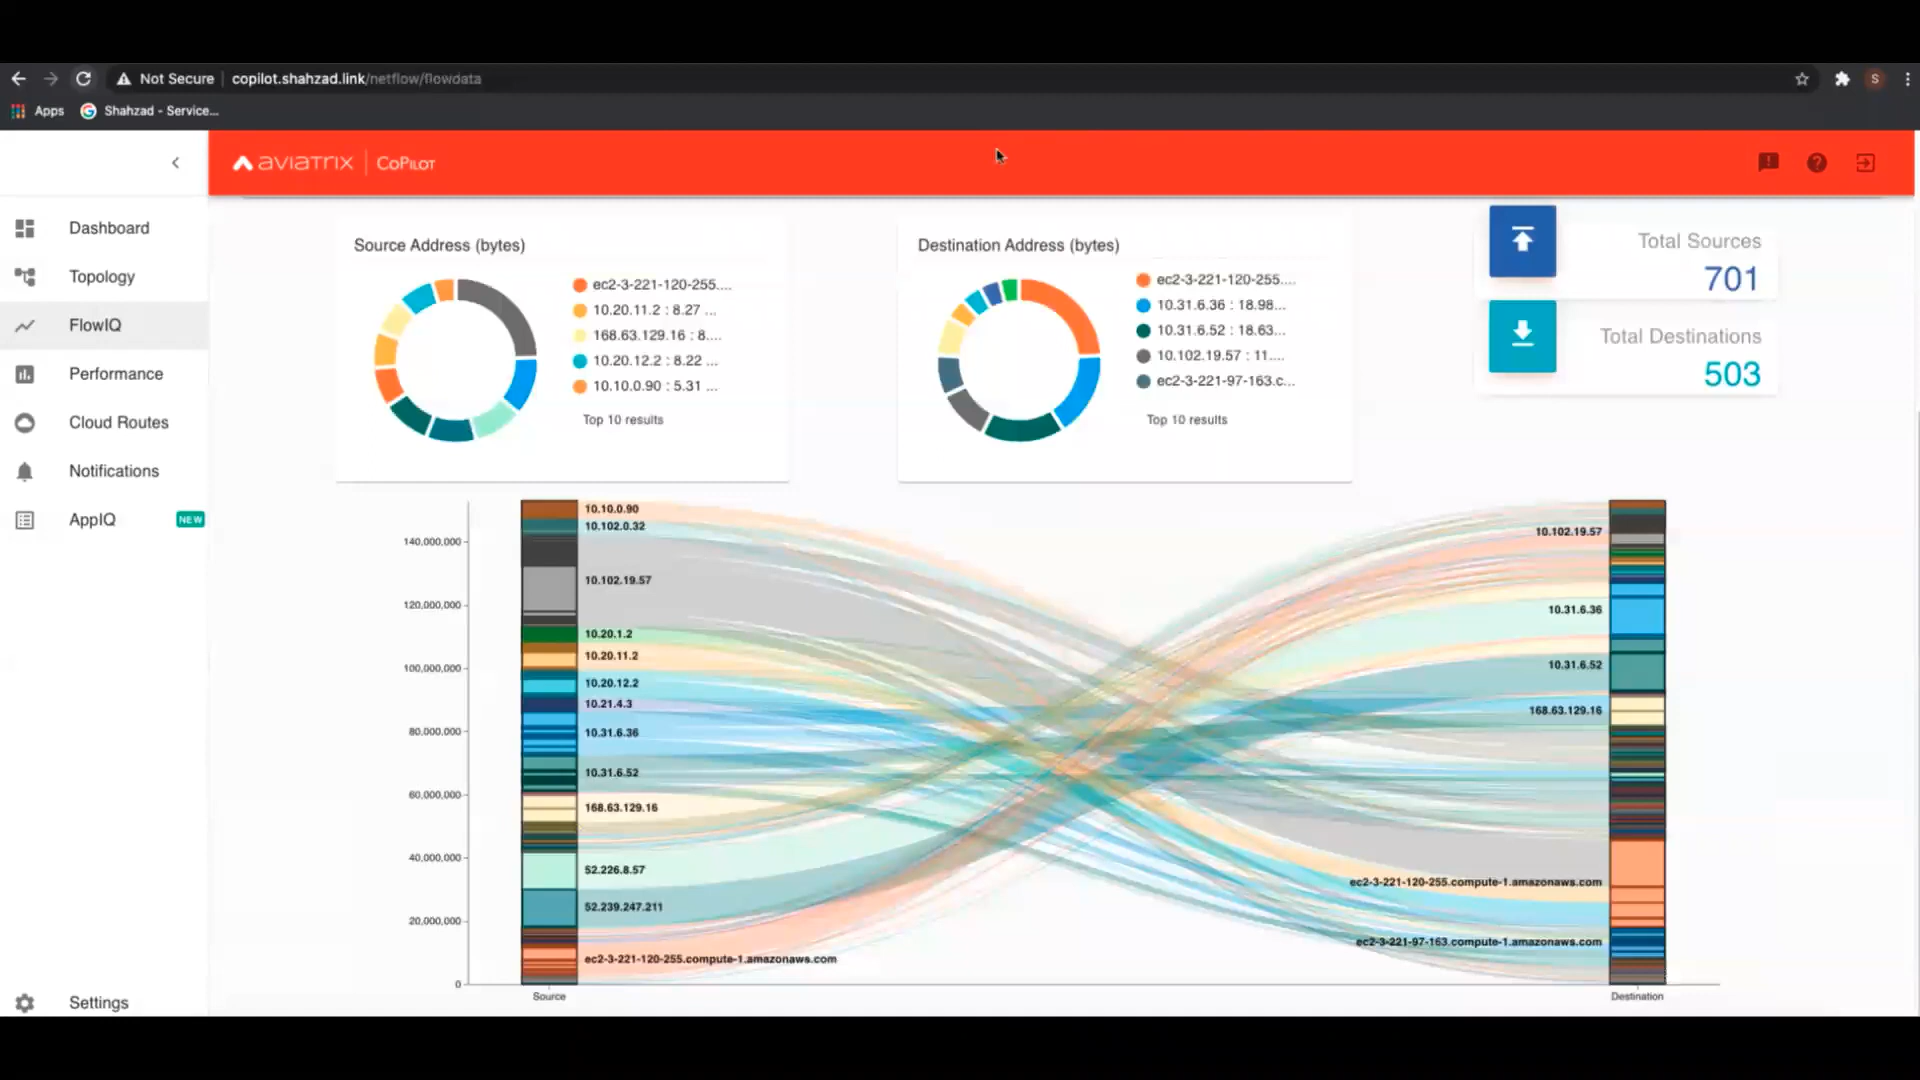 Not Secure copilot.shahzad.link/netflow/flowdata S
Apps Shahzad - Service...
aviatrix CoPilot
Dashboard
Topology
FlowIQ
Performance
Cloud Routes
Notifications
AppIQ NEW
Settings
Source Address (bytes)
ec2-3-221-120-255....
10.20.11.2 : 8.27 ...
168.63.129.16 : 8....
10.20.12.2 : 8.22 ...
10.10.0.90 : 5.31 ...
Top 10 results
Destination Address (bytes)
ec2-3-221-120-255....
10.31.6.36 : 18.98...
10.31.6.52 : 18.63...
10.102.19.57 : 11....
ec2-3-221-97-163.c...
Top 10 results
Total Sources
701
Total Destinations
503
140,000,000
120,000,000
100,000,000
80,000,000
60,000,000
40,000,000
20,000,000
0
10.10.0.90
10.102.0.32
10.102.19.57
10.20.1.2
10.20.11.2
10.20.12.2
10.21.4.3
10.31.6.36
10.31.6.52
168.63.129.16
52.226.8.57
52.239.247.211
ec2-3-221-120-255.compute-1.amazonaws.com
Source
10.102.19.57
10.31.6.36
10.31.6.52
168.63.129.16
ec2-3-221-120-255.compute-1.amazonaws.com
ec2-3-221-97-163.compute-1.amazonaws.com
Destination